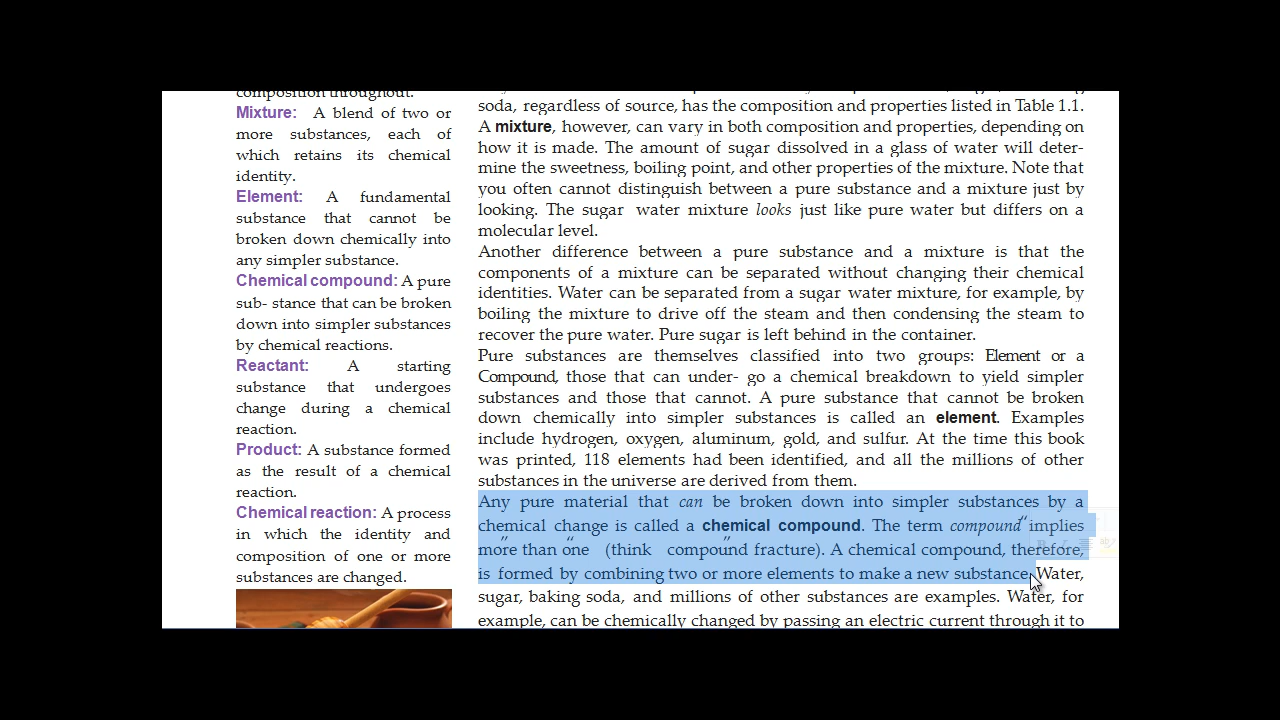 composition throughout.
Mixture: A blend of two or
more substances, each of
which retains its chemical
identity.
Element: A fundamental
substance that cannot be
broken down chemically into
any simpler substance.
Chemical compound: A pure
sub- stance that can be broken
down into simpler substances
by chemical reactions.
Reactant: A starting
substance that undergoes
change during a chemical
reaction.
Product: A substance formed
as the result of a chemical
reaction.
Chemical reaction: A process
in which the identity and
composition of one or more
substances are changed.
soda, regardless of source, has the composition and properties listed in Table 1.1.
A mixture, however, can vary in both composition and properties, depending on
how it is made. The amount of sugar dissolved in a glass of water will deter-
mine the sweetness, boiling point, and other properties of the mixture. Note that
you often cannot distinguish between a pure substance and a mixture just by
looking. The sugar water mixture looks just like pure water but differs on a
molecular level.
Another difference between a pure substance and a mixture is that the
components of a mixture can be separated without changing their chemical
identities. Water can be separated from a sugar water mixture, for example, by
boiling the mixture to drive off the steam and then condensing the steam to
recover the pure water. Pure sugar is left behind in the container.
Pure substances are themselves classified into two groups: Element or a
Compound, those that can under- go a chemical breakdown to yield simpler
substances and those that cannot. A pure substance that cannot be broken
down chemically into simpler substances is called an element. Examples
include hydrogen, oxygen, aluminum, gold, and sulfur. At the time this book
was printed, 118 elements had been identified, and all the millions of other
substances in the universe are derived from them.
Any pure material that can be broken down into simpler substances by a
chemical change is called a chemical compound. The term compound “ implies
more ” than “ one (think compound ” fracture). A chemical compound, therefore,
is formed by combining two or more elements to make a new substance. Water,
sugar, baking soda, and millions of other substances are examples. Water, for
example, can be chemically changed by passing an electric current through it to